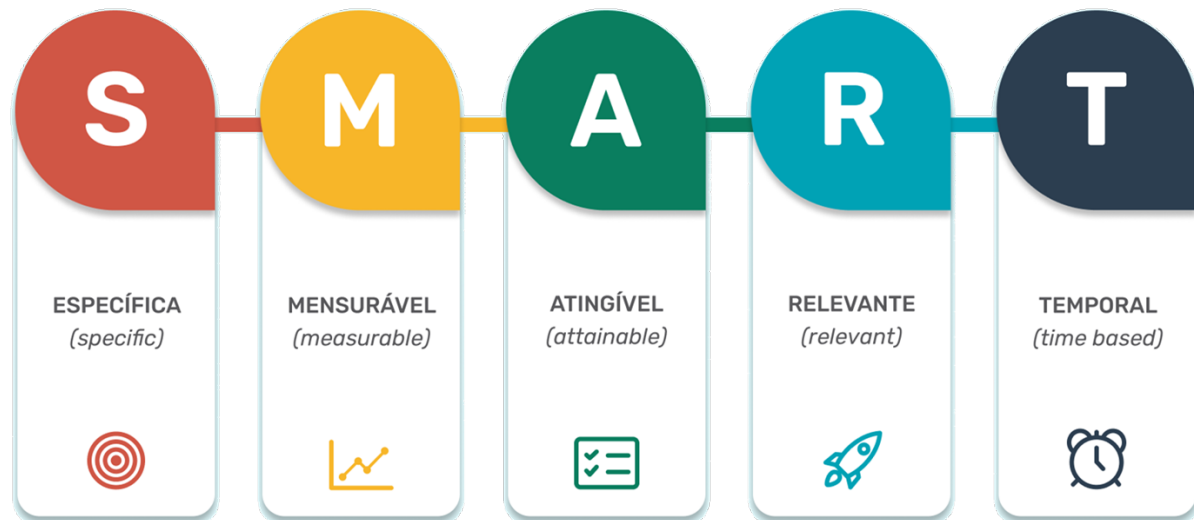 S
ESPECÍFICA
(specific)
M
MENSURÁVEL
(measurable)
A
ATINGÍVEL
(attainable)
R
RELEVANTE
(relevant)
T
TEMPORAL
(time based)